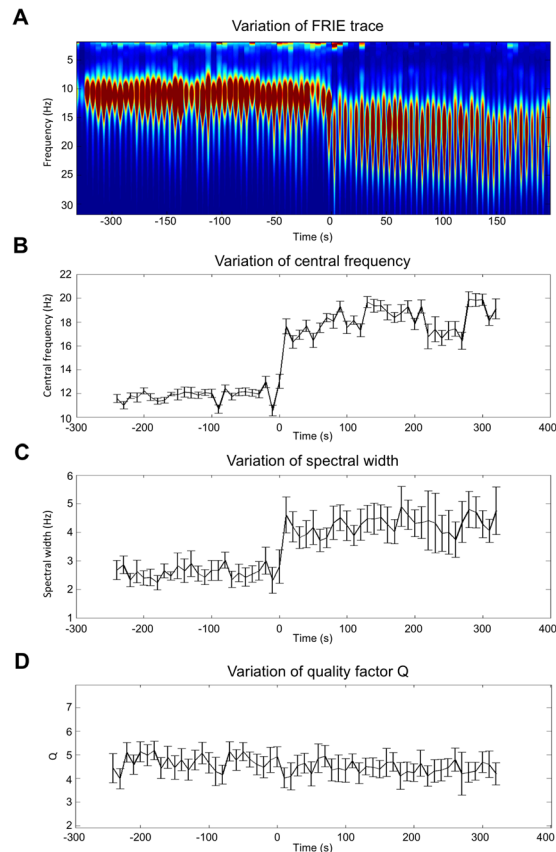 A
Variation of FRIE trace
Frequency (Hz)
5
10
15
20
25
30
-300 -250 -200 -150 -100 -50 0 50 100 150
Time (s)
B
Variation of central frequency
Central frequency (Hz)
22
20
18
16
14
12
10
-300 -200 -100 0 100 200 300 400
Time (s)
C
Variation of spectral width
Spectral width (Hz)
6
5
4
3
2
1
-300 -200 -100 0 100 200 300 400
Time (s)
D
Variation of quality factor Q
Q
7
6
5
4
3
2
-300 -200 -100 0 100 200 300 400
Time (s)